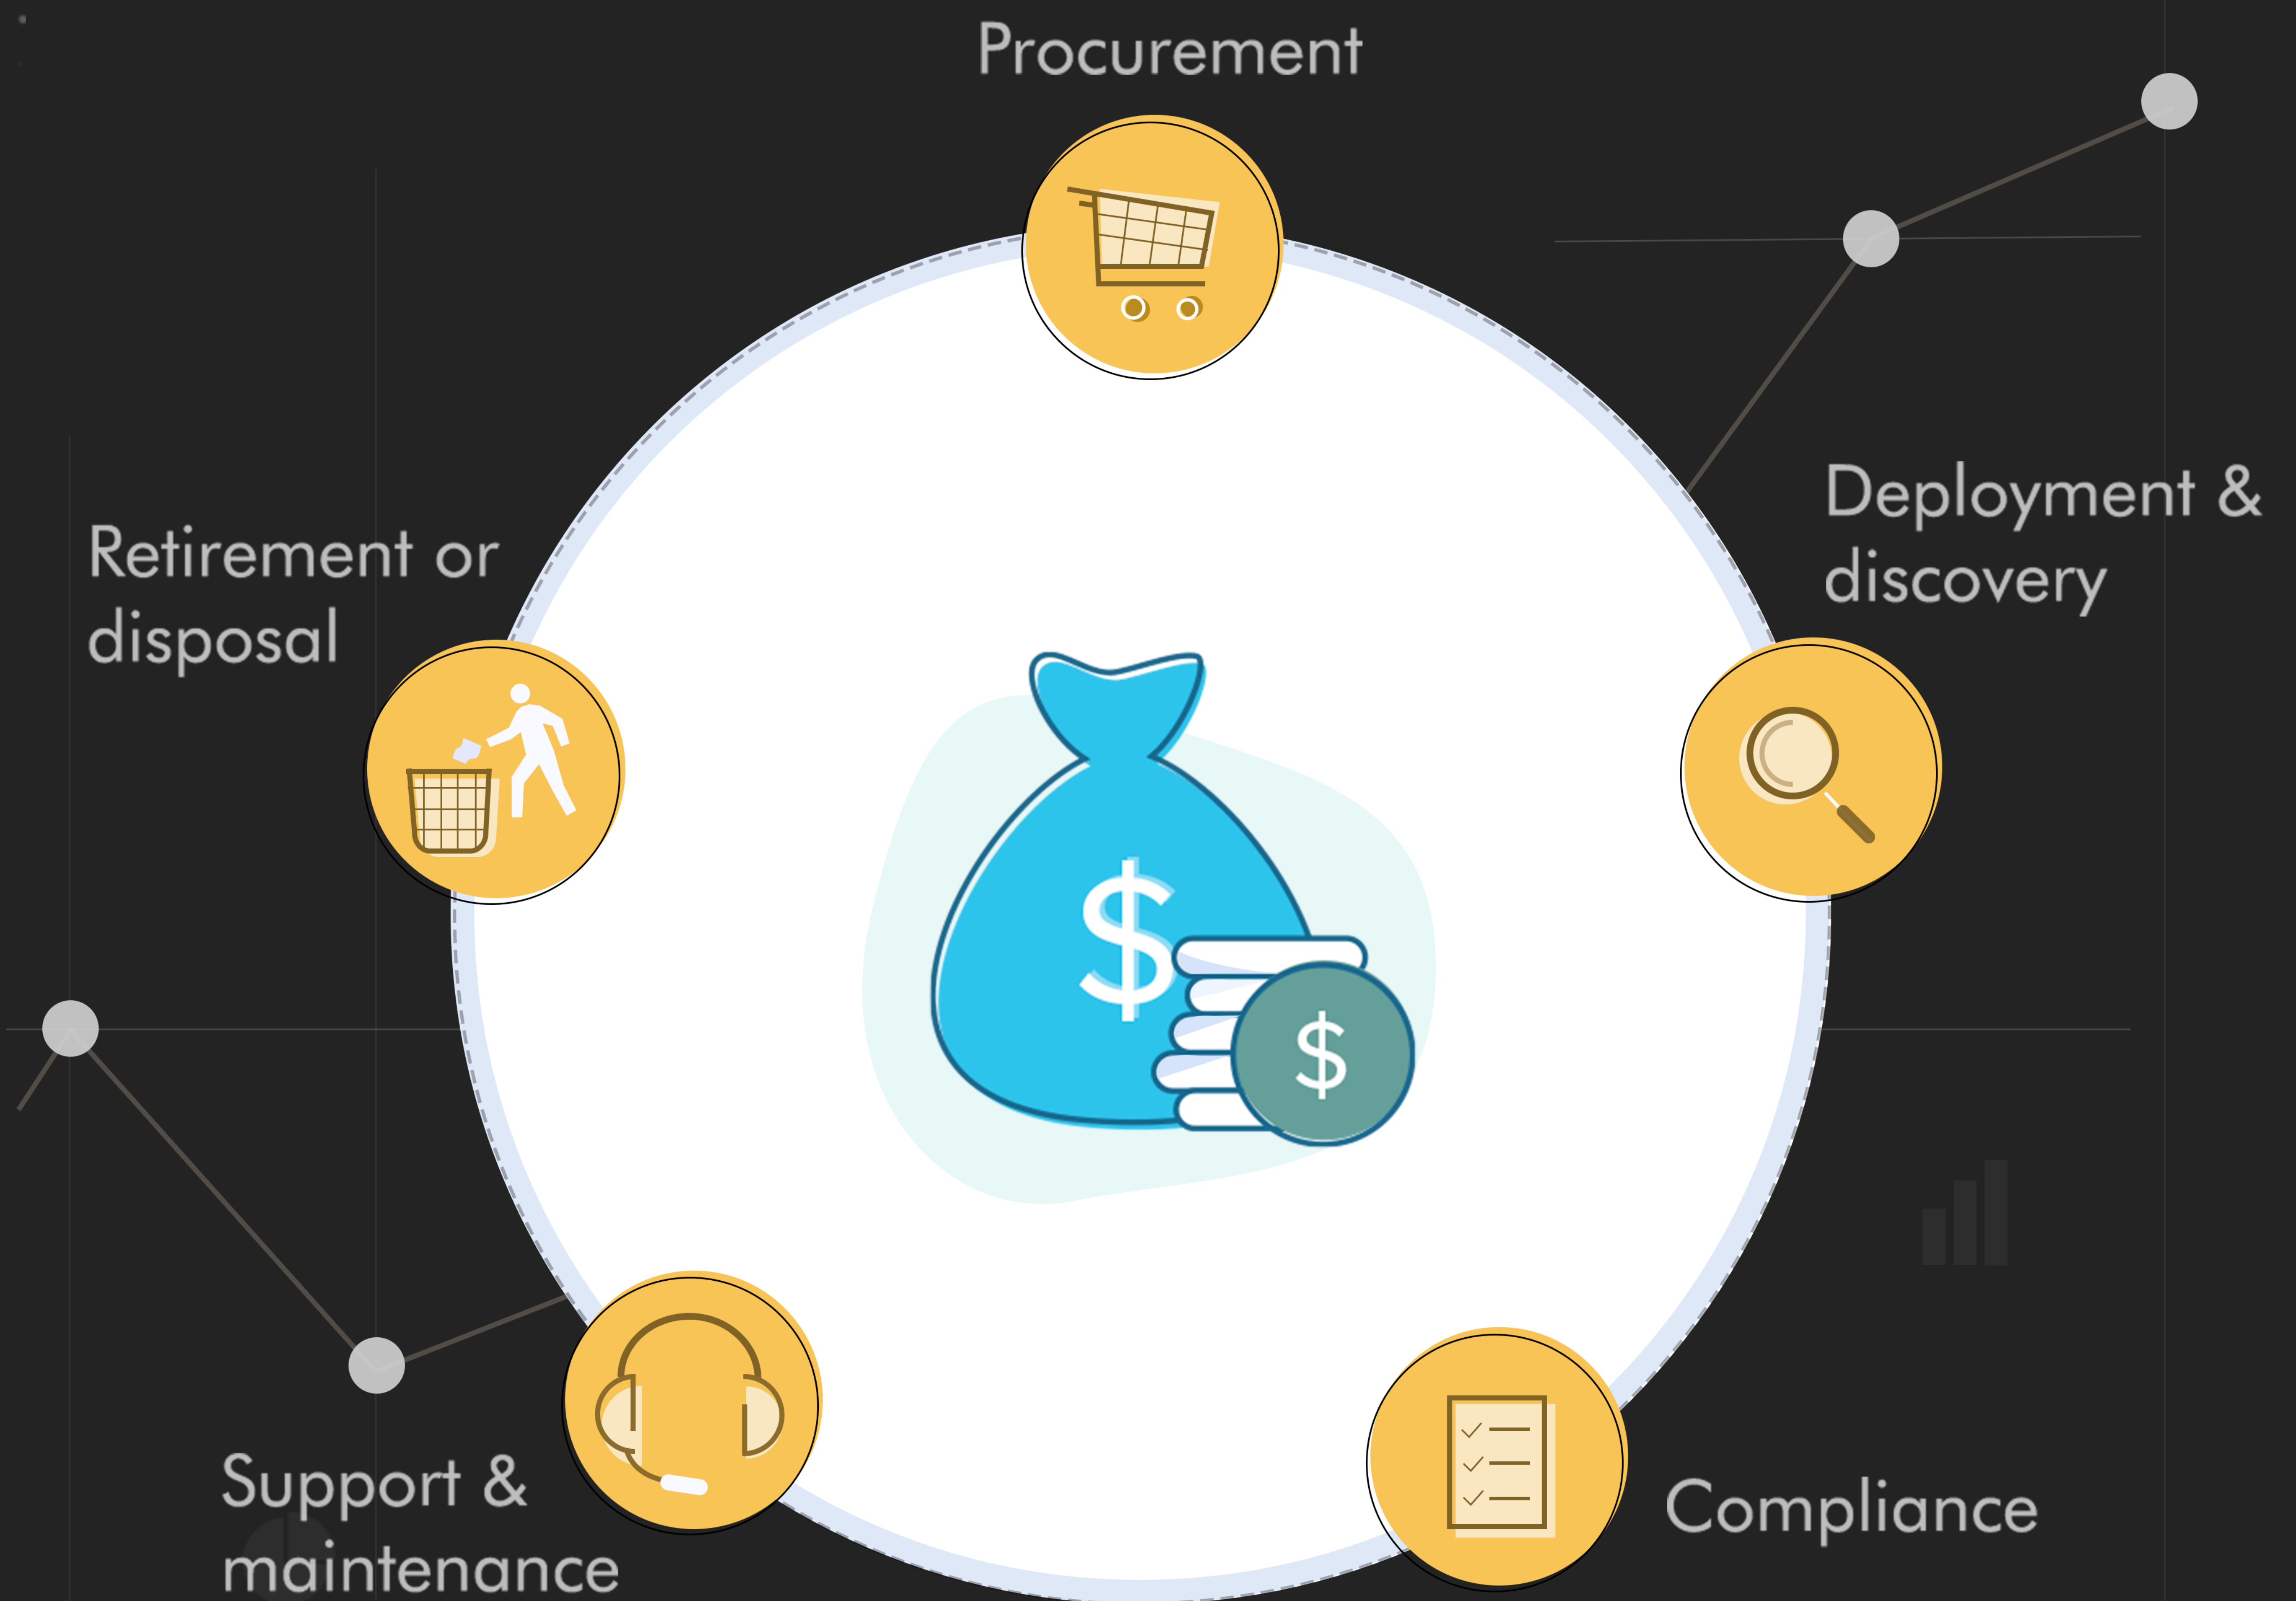 Procurement
Deployment &
discovery
Retirement or
disposal
$
$
Support &
maintenance
Compliance